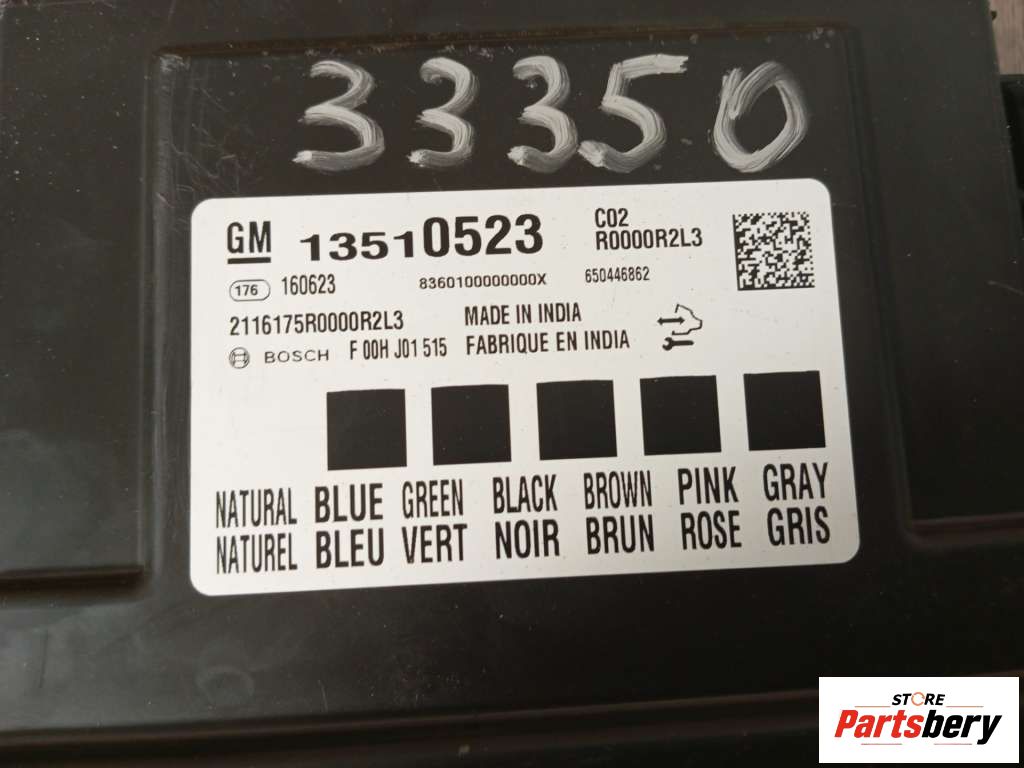 33350
GM 13510523 C02
R0000R2L3
176 160623 8360100000000X 650446862
2116175R0000R2L3 MADE IN INDIA
BOSCH F 00H J01 515 FABRIQUE EN INDIA
NATURAL BLUE GREEN BLACK BROWN PINK GRAY
NATUREL BLEU VERT NOIR BRUN ROSE GRIS
STORE
Partsbery